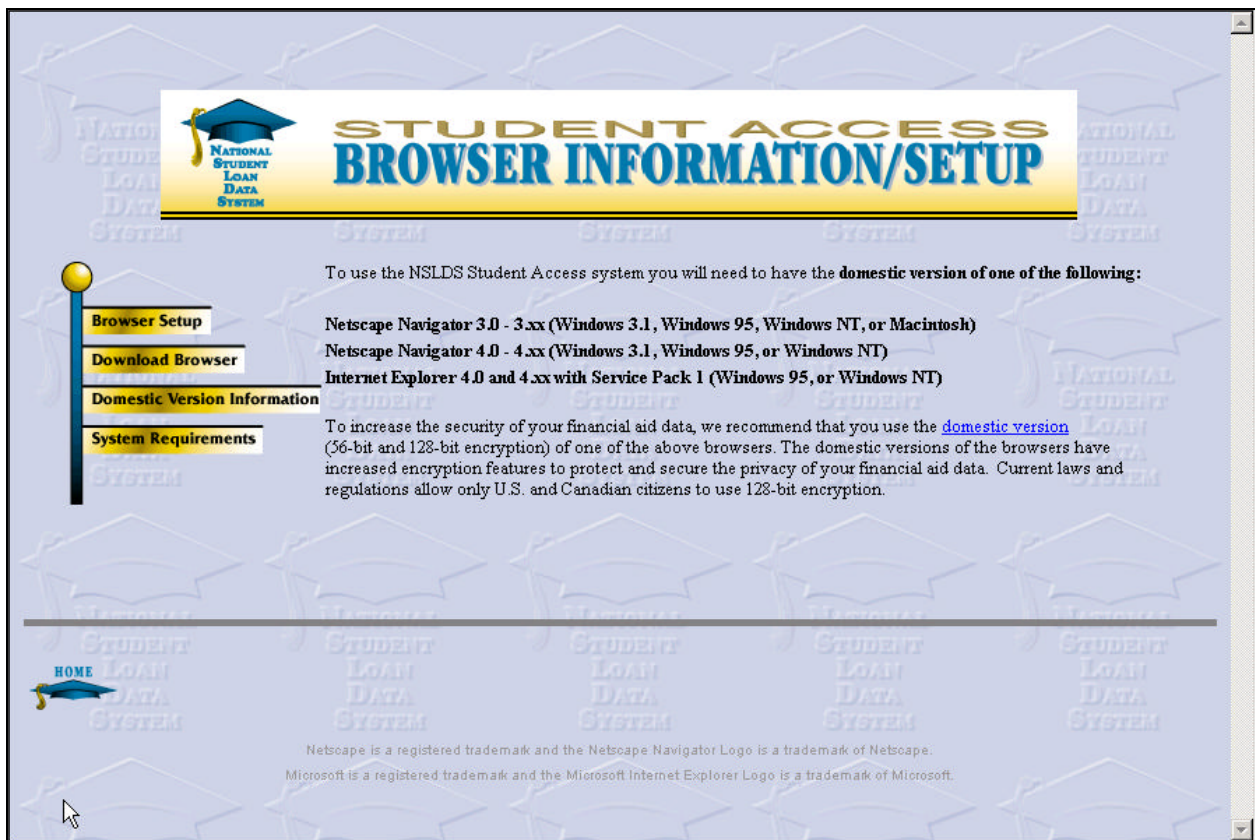 NATIONAL
STUDENT
LOAN
DATA
SYSTEM
STUDENT ACCESS
BROWSER INFORMATION/SETUP
Browser Setup
Download Browser
Domestic Version Information
System Requirements
To use the NSLDS Student Access system you will need to have the domestic version of one of the following:
Netscape Navigator 3.0 - 3.xx (Windows 3.1, Windows 95, Windows NT, or Macintosh)
Netscape Navigator 4.0 - 4.xx (Windows 3.1, Windows 95, or Windows NT)
Internet Explorer 4.0 and 4.xx with Service Pack 1 (Windows 95, or Windows NT)
To increase the security of your financial aid data, we recommend that you use the domestic version
(56-bit and 128-bit encryption) of one of the above browsers. The domestic versions of the browsers have
increased encryption features to protect and secure the privacy of your financial aid data. Current laws and
regulations allow only U.S. and Canadian citizens to use 128-bit encryption.
HOME
Netscape is a registered trademark and the Netscape Navigator Logo is a trademark of Netscape.
Microsoft is a registered trademark and the Microsoft Internet Explorer Logo is a trademark of Microsoft.